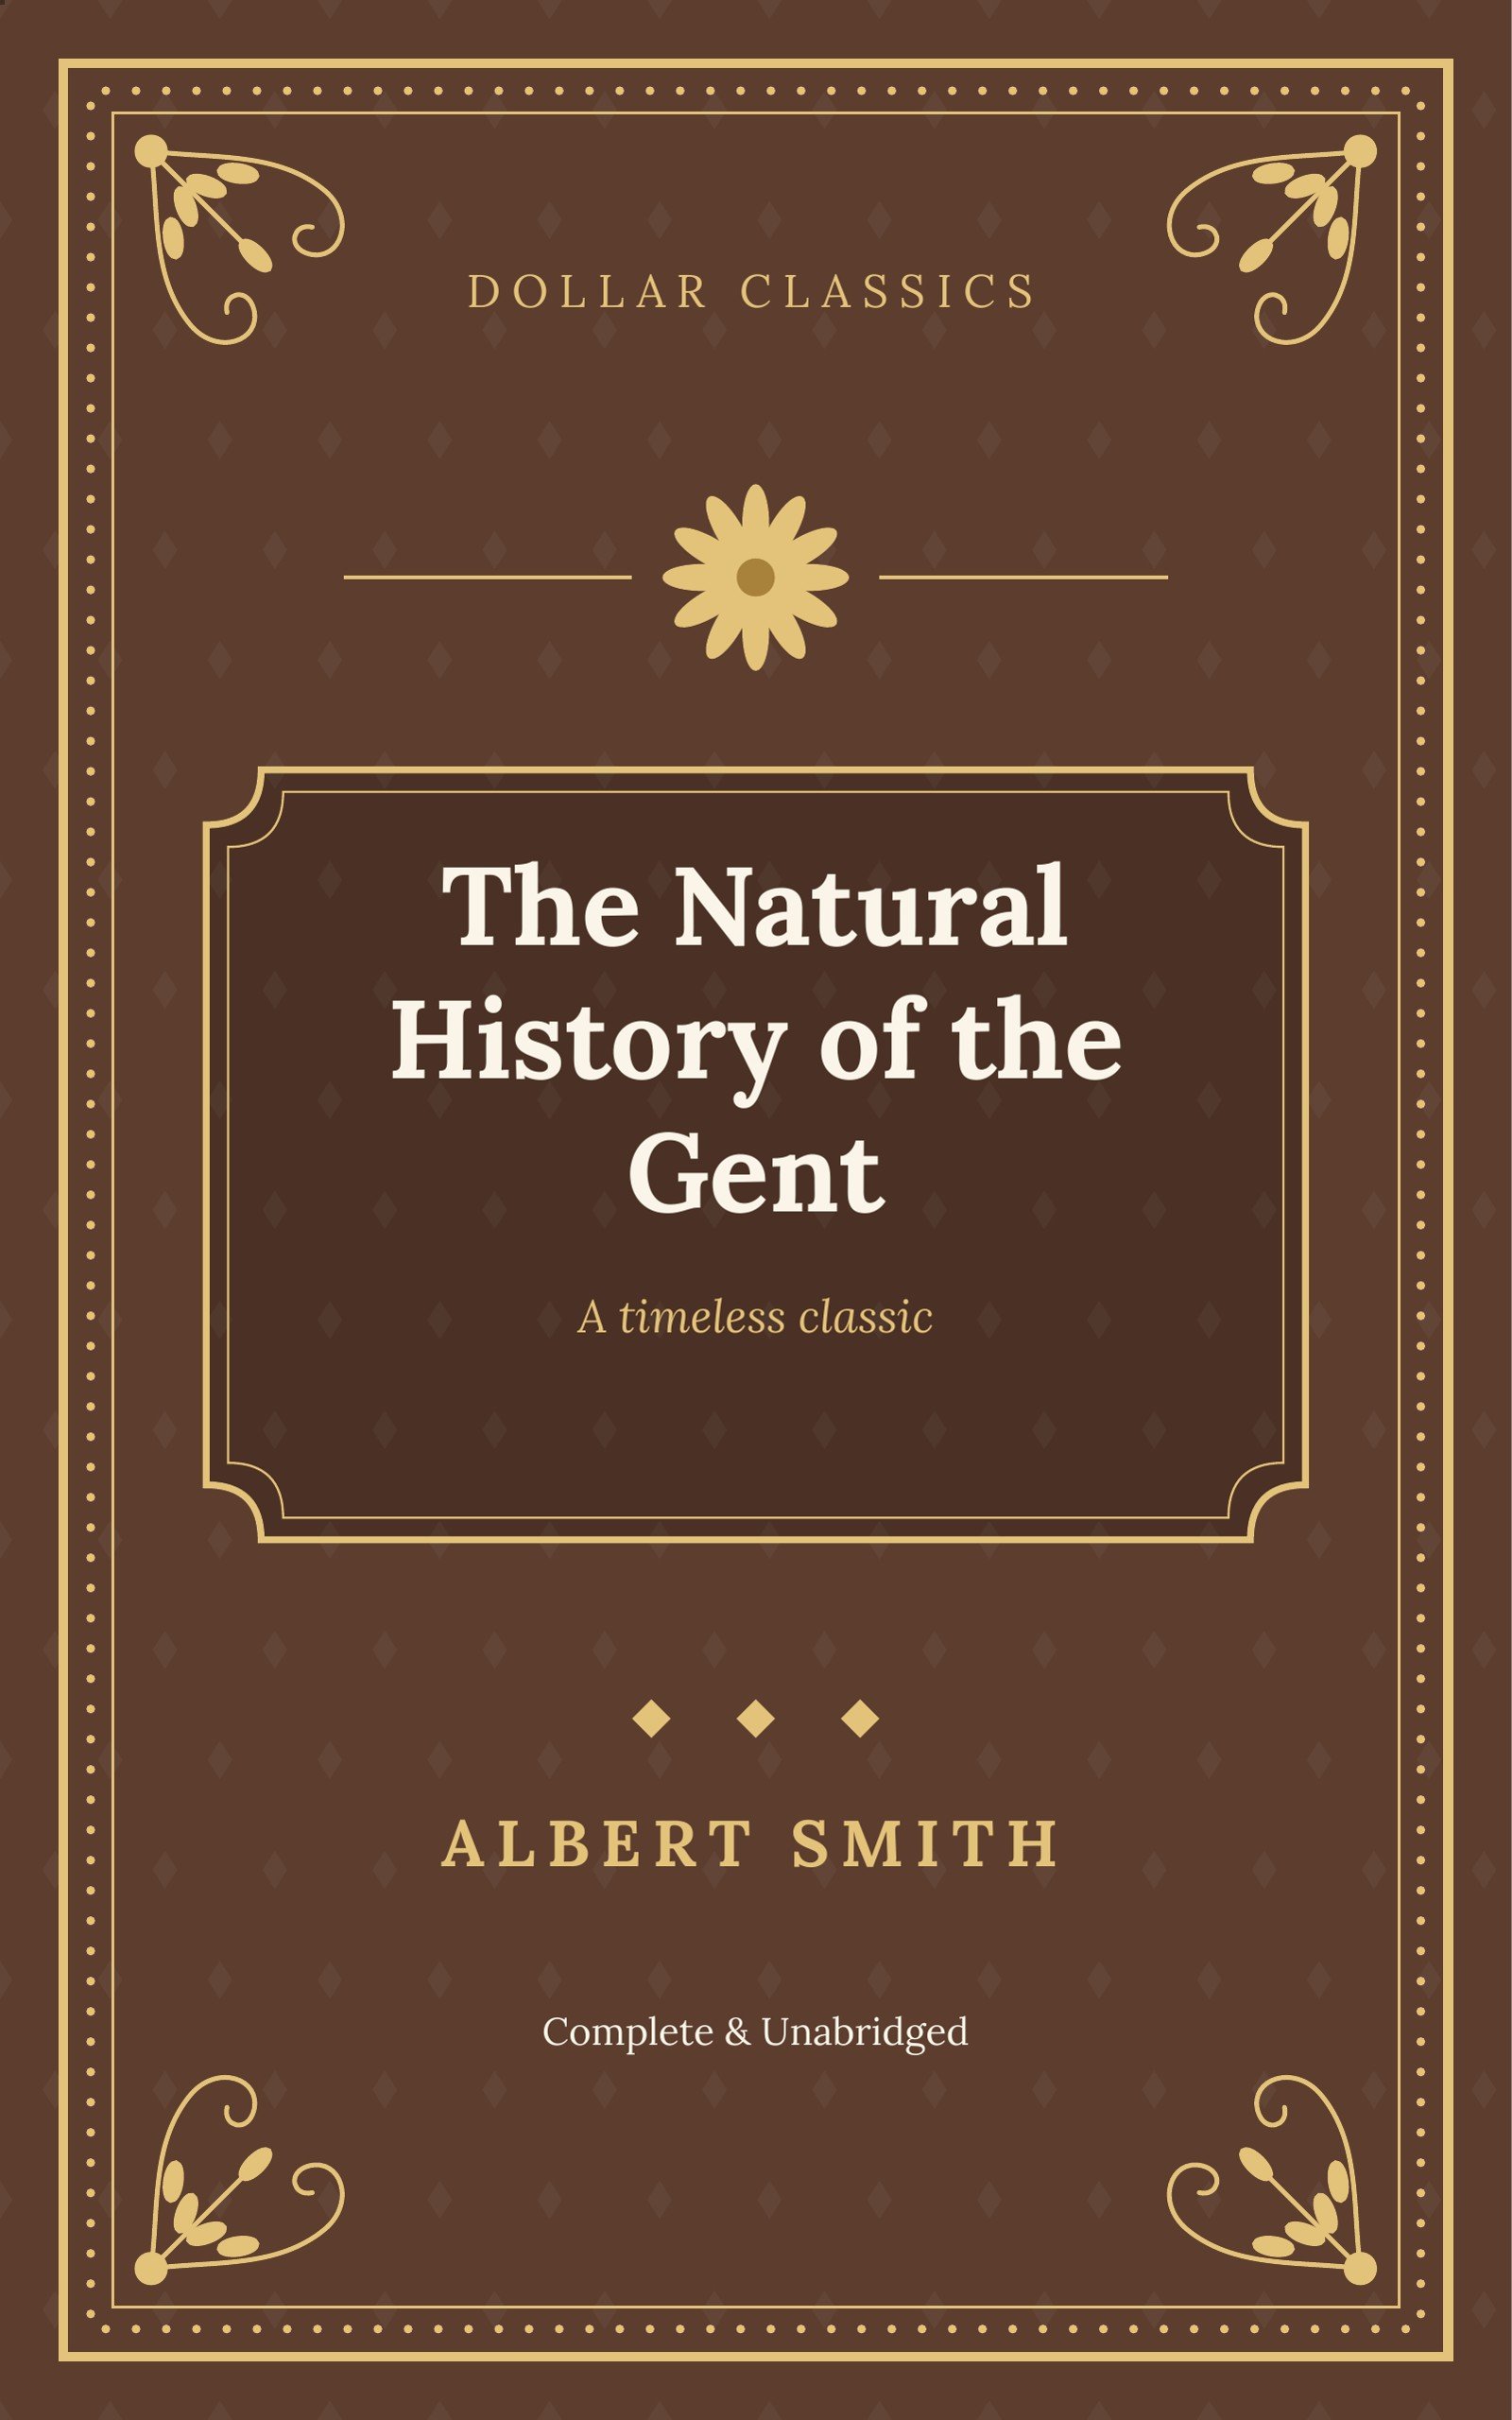 DOLLAR CLASSICS
The Natural
History of the
Gent
A timeless classic
ALBERT SMITH
Complete & Unabridged